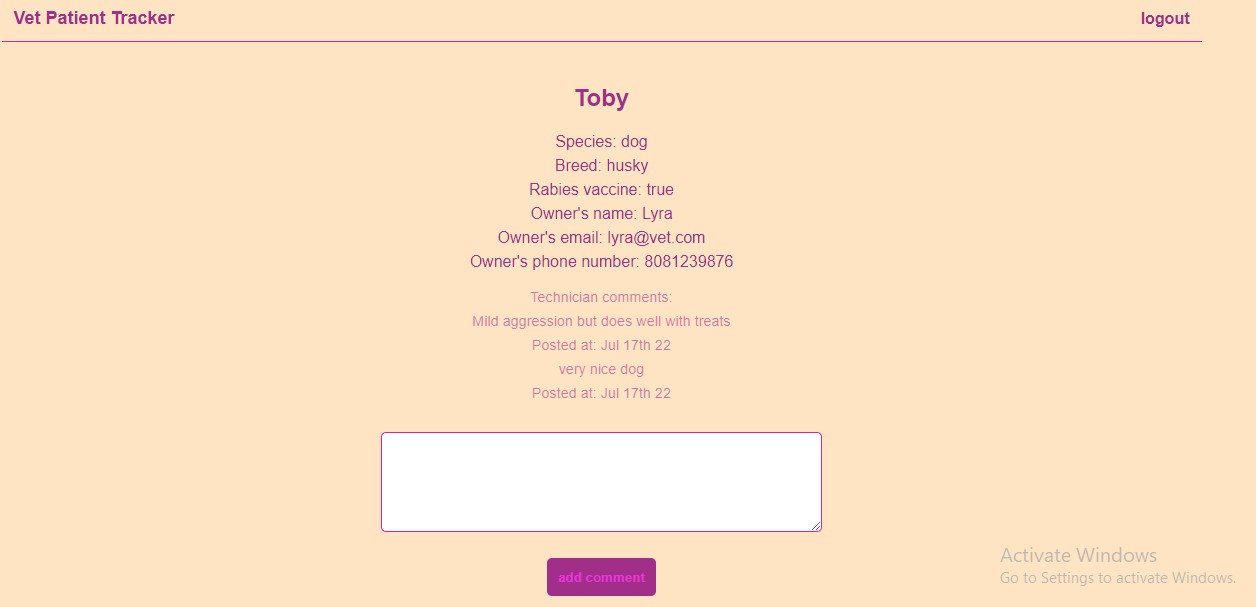 Vet Patient Tracker
logout
Toby
Species: dog
Breed: husky
Rabies vaccine: true
Owner's name: Lyra
Owner's email: lyra@vet.com
Owner's phone number: 8081239876
Technician comments:
Mild aggression but does well with treats
Posted at: Jul 17th 22
very nice dog
Posted at: Jul 17th 22
add comment
Activate Windows
Go to Settings to activate Windows.